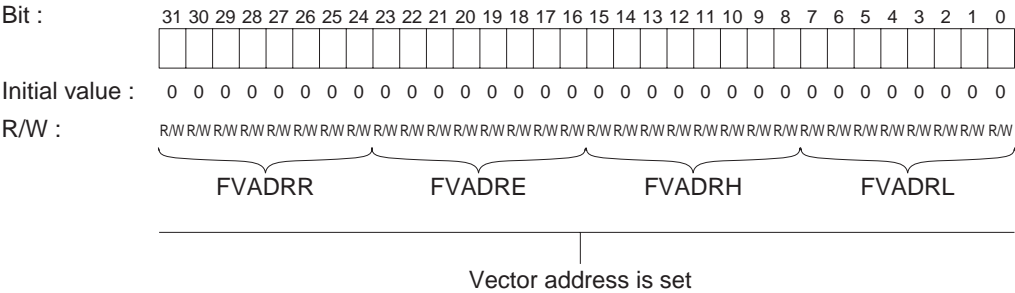 Bit : 31 30 29 28 27 26 25 24 23 22 21 20 19 18 17 16 15 14 13 12 11 10 9 8 7 6 5 4 3 2 1 0
Initial value : 0 0 0 0 0 0 0 0 0 0 0 0 0 0 0 0 0 0 0 0 0 0 0 0 0 0 0 0 0 0 0 0
R/W : R/W R/W R/W R/W R/W R/W R/W R/W R/W R/W R/W R/W R/W R/W R/W R/W R/W R/W R/W R/W R/W R/W R/W R/W R/W R/W R/W R/W R/W R/W R/W R/W
FVADRR FVADRE FVADRH FVADRL
Vector address is set